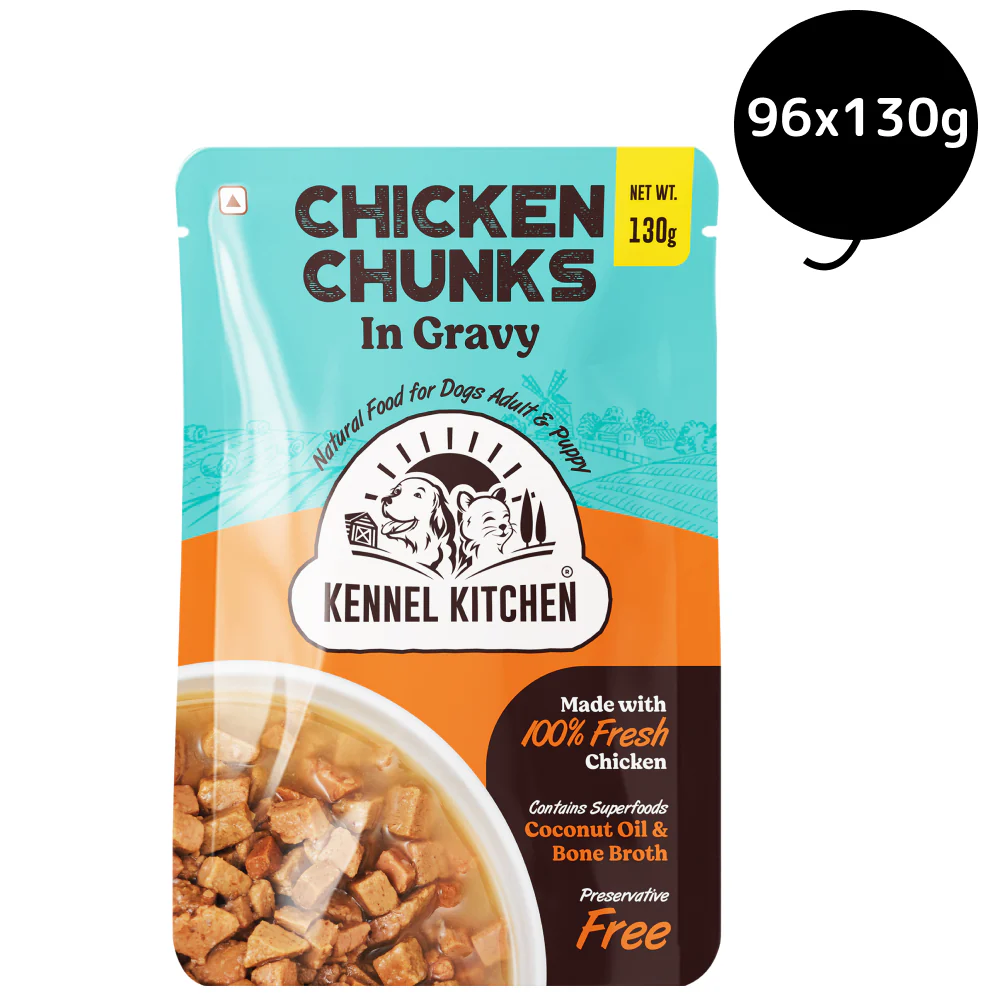 96x130g
CHICKEN
CHUNKS
In Gravy
NET WT.
130g
Natural Food for Dogs Adult & Puppy
KENNEL KITCHEN
®
Made with
100% Fresh
Chicken
Contains Superfoods
Coconut Oil &
Bone Broth
Preservative
Free